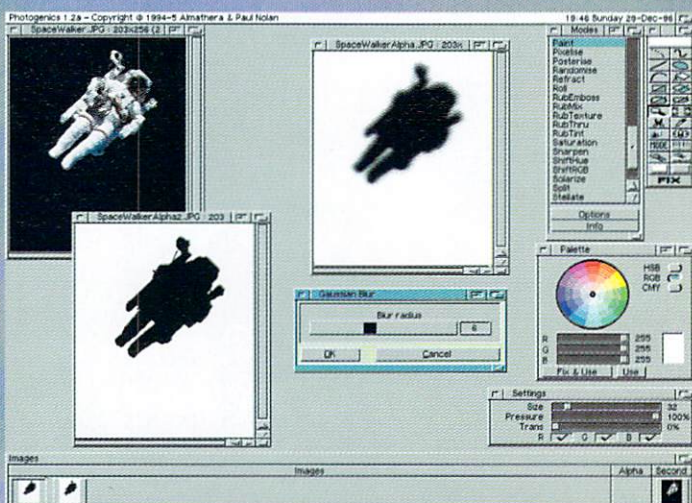 Photogenics 1.2a - Copyright © 1994-5 Almathera & Paul Nolan
19:46 Sunday 29-Dec-96
SpaceWalker.JPG : 203x256 (2
SpaceWalkerAlpha.JPG : 203x
Modes
Paint
Pixelise
Posterise
Randomise
Refract
Roll
RubEmboss
RubMix
RubTexture
RubThru
RubTint
Saturation
Sharpen
ShiftHue
ShiftRGB
Solarize
Split
Stellate
Options
Info
MODE
FIX
SpaceWalkerAlpha2.JPG : 203
Gaussian Blur
Blur radius
6
OK
Cancel
Palette
HSB
RGB
CMY
R 255
G 255
B 255
Fix & Use
Use
Settings
Size 32
Pressure 100%
Trans 0%
R G B
Images
Images
Alpha
Second